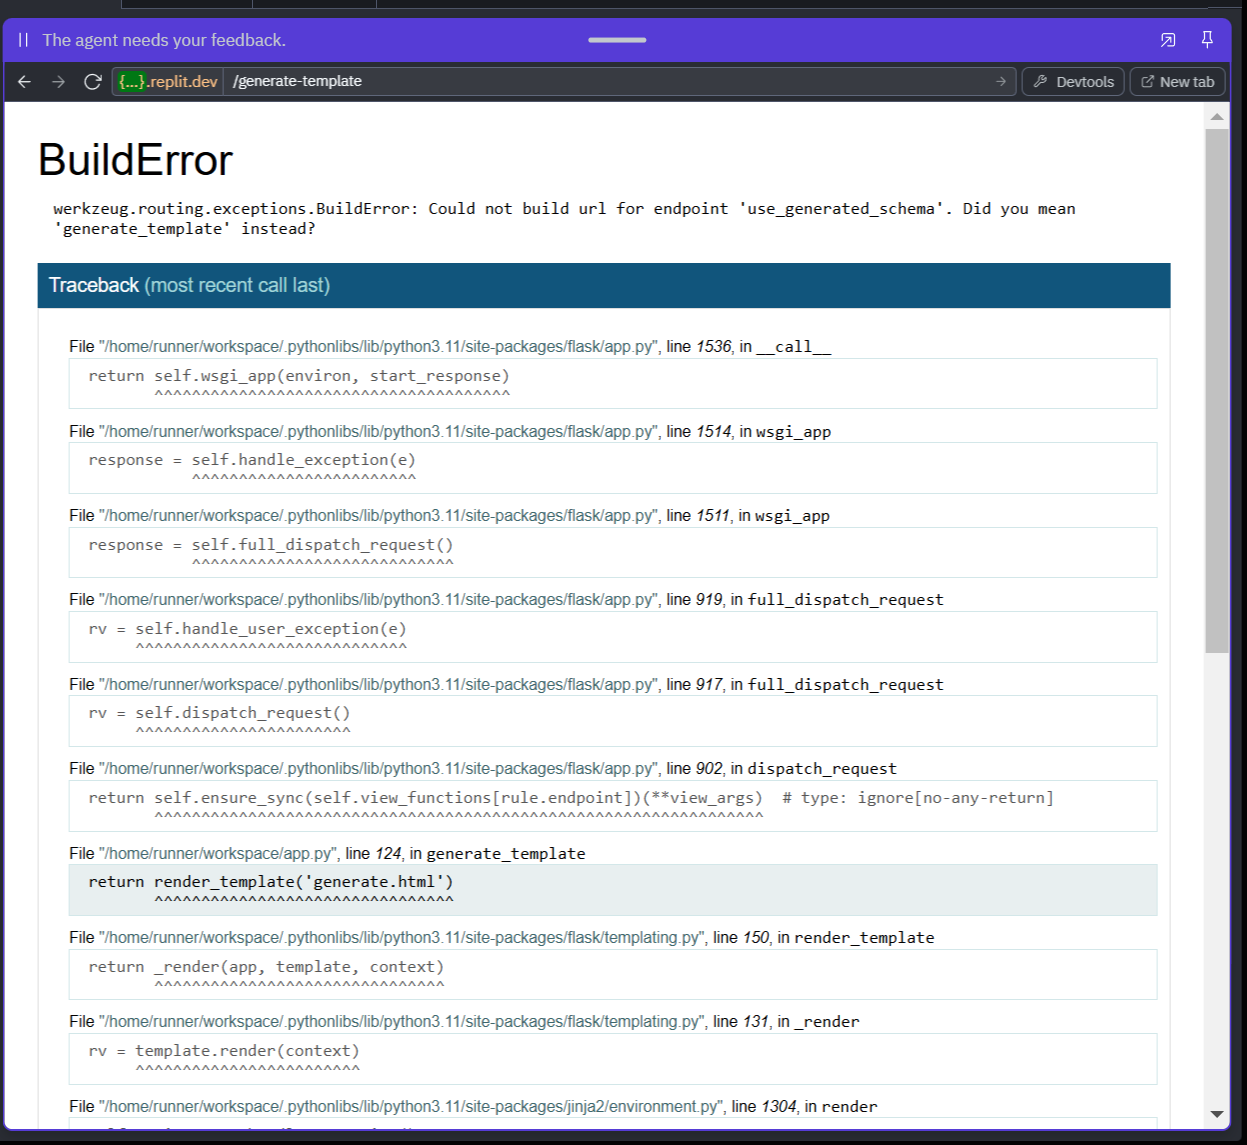 The agent needs your feedback.
{...}.replit.dev /generate-template Devtools New tab
BuildError
werkzeug.routing.exceptions.BuildError: Could not build url for endpoint 'use_generated_schema'. Did you mean
'generate_template' instead?
Traceback (most recent call last)
File "/home/runner/workspace/.pythonlibs/lib/python3.11/site-packages/flask/app.py", line 1536, in __call__
return self.wsgi_app(environ, start_response)
^^^^^^^^^^^^^^^^^^^^^^^^^^^^^^^^^^^^^^
File "/home/runner/workspace/.pythonlibs/lib/python3.11/site-packages/flask/app.py", line 1514, in wsgi_app
response = self.handle_exception(e)
^^^^^^^^^^^^^^^^^^^^^^^^
File "/home/runner/workspace/.pythonlibs/lib/python3.11/site-packages/flask/app.py", line 1511, in wsgi_app
response = self.full_dispatch_request()
^^^^^^^^^^^^^^^^^^^^^^^^^^^^
File "/home/runner/workspace/.pythonlibs/lib/python3.11/site-packages/flask/app.py", line 919, in full_dispatch_request
rv = self.handle_user_exception(e)
^^^^^^^^^^^^^^^^^^^^^^^^^^^^^
File "/home/runner/workspace/.pythonlibs/lib/python3.11/site-packages/flask/app.py", line 917, in full_dispatch_request
rv = self.dispatch_request()
^^^^^^^^^^^^^^^^^^^^^^^
File "/home/runner/workspace/.pythonlibs/lib/python3.11/site-packages/flask/app.py", line 902, in dispatch_request
return self.ensure_sync(self.view_functions[rule.endpoint])(**view_args)  # type: ignore[no-any-return]
^^^^^^^^^^^^^^^^^^^^^^^^^^^^^^^^^^^^^^^^^^^^^^^^^^^^^^^^^^^^^^^^^
File "/home/runner/workspace/app.py", line 124, in generate_template
return render_template('generate.html')
^^^^^^^^^^^^^^^^^^^^^^^^^^^^^^^^
File "/home/runner/workspace/.pythonlibs/lib/python3.11/site-packages/flask/templating.py", line 150, in render_template
return _render(app, template, context)
^^^^^^^^^^^^^^^^^^^^^^^^^^^^^^^
File "/home/runner/workspace/.pythonlibs/lib/python3.11/site-packages/flask/templating.py", line 131, in _render
rv = template.render(context)
^^^^^^^^^^^^^^^^^^^^^^^^
File "/home/runner/workspace/.pythonlibs/lib/python3.11/site-packages/jinja2/environment.py", line 1304, in render